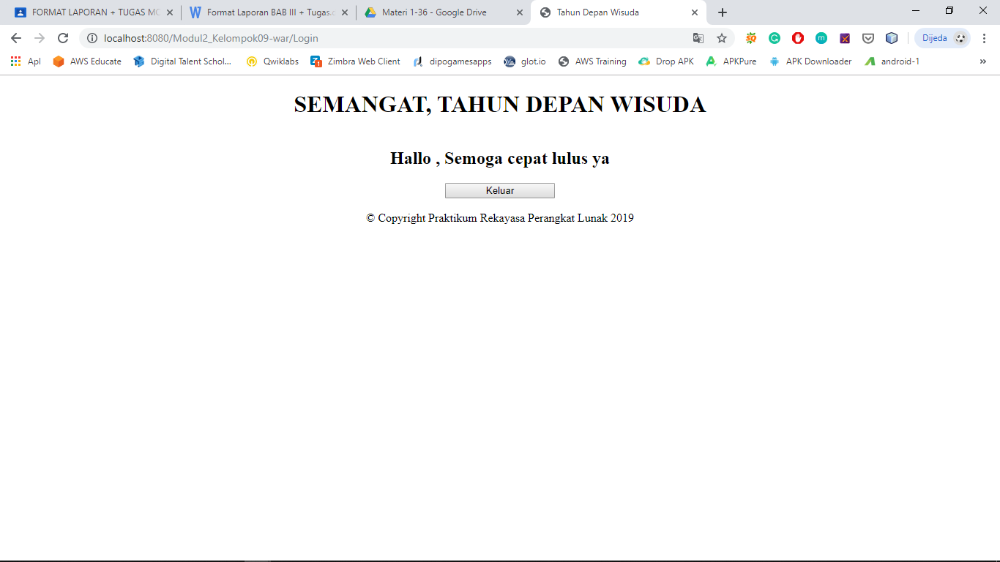 FORMAT LAPORAN + TUGAS MO
Format Laporan BAB III + Tugas.
Materi 1-36 - Google Drive
Tahun Depan Wisuda
localhost:8080/Modul2_Kelompok09-war/Login
Dijeda
Apl
AWS Educate
Digital Talent Schol...
Qwiklabs
Zimbra Web Client
dipogamesapps
glot.io
AWS Training
Drop APK
APKPure
APK Downloader
android-1
»
SEMANGAT, TAHUN DEPAN WISUDA
Hallo , Semoga cepat lulus ya
Keluar
© Copyright Praktikum Rekayasa Perangkat Lunak 2019